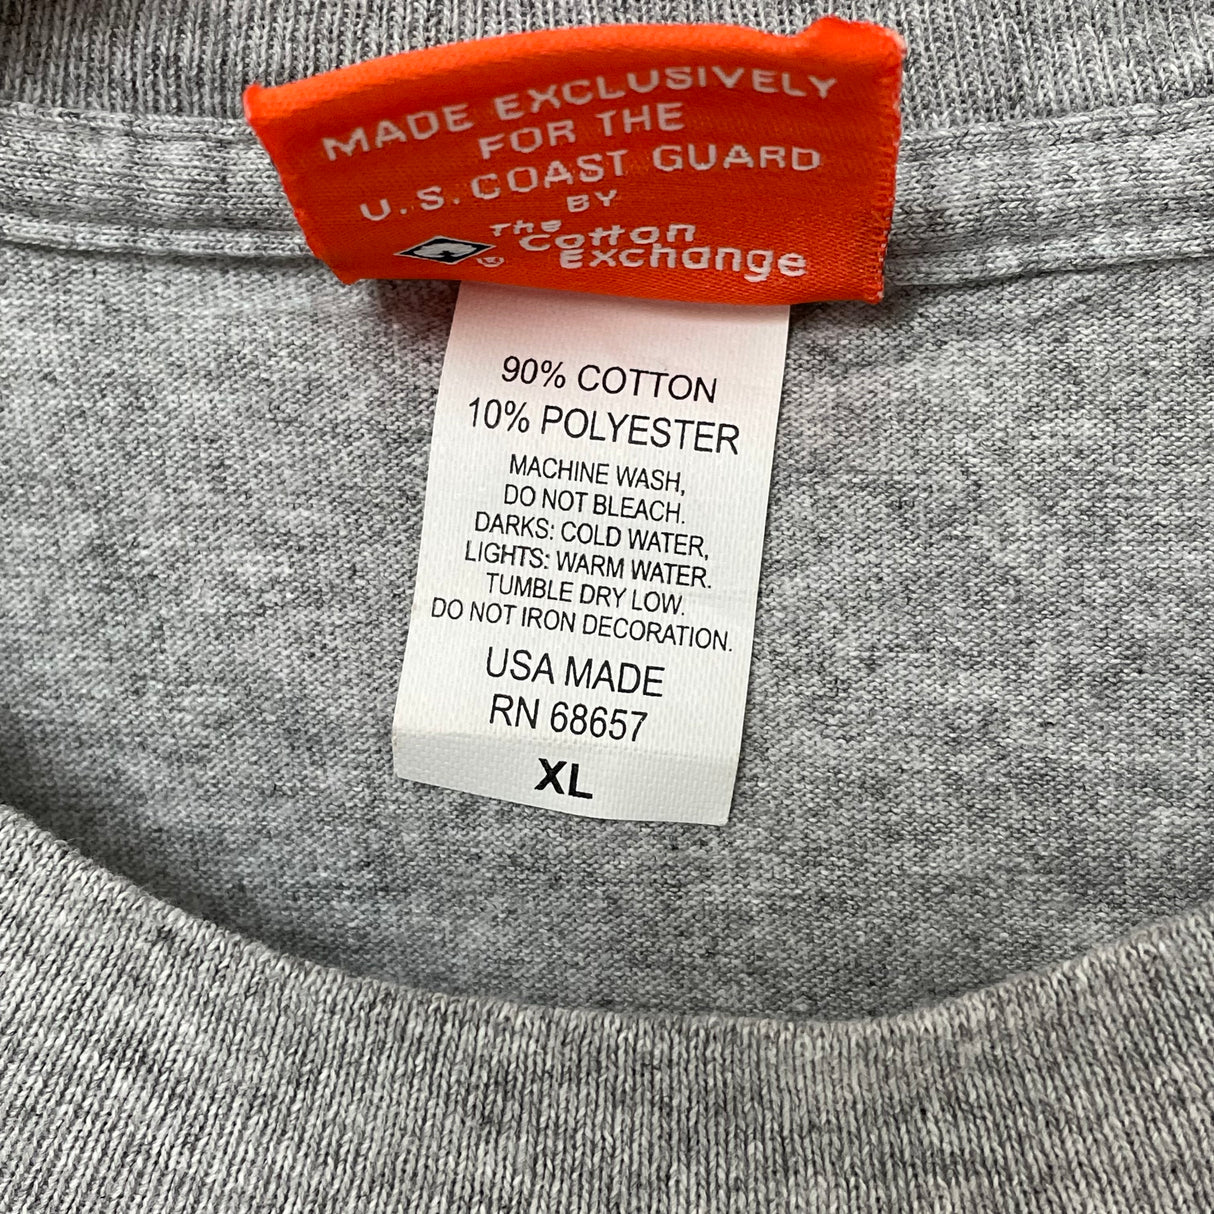 MADE EXCLUSIVELY
FOR THE
U.S. COAST GUARD
BY
The
Cotton
Exchange
®
90% COTTON
10% POLYESTER
MACHINE WASH,
DO NOT BLEACH.
DARKS: COLD WATER,
LIGHTS: WARM WATER.
TUMBLE DRY LOW.
DO NOT IRON DECORATION.
USA MADE
RN 68657
XL